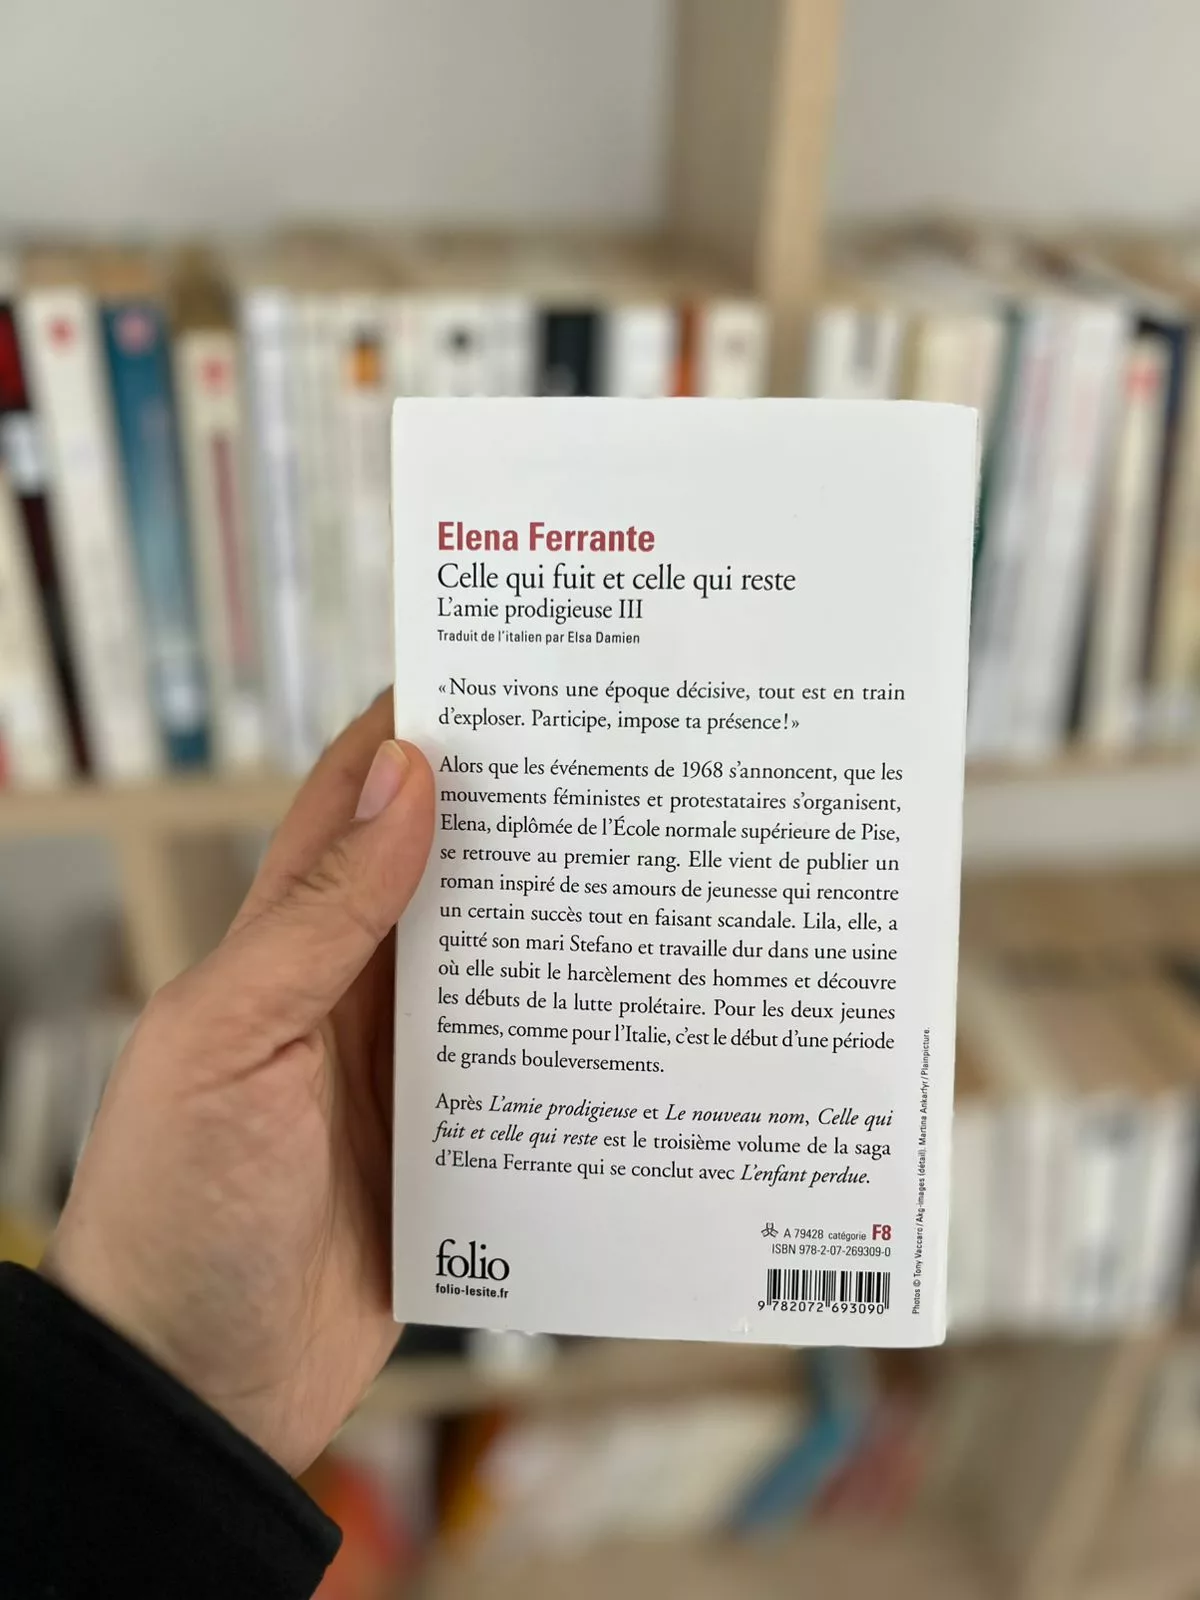 Elena Ferrante
Celle qui fuit et celle qui reste
L'amie prodigieuse III
Traduit de l'italien par Elsa Damien
« Nous vivons une époque décisive, tout est en train
d'exploser. Participe, impose ta présence ! »
Alors que les événements de 1968 s'annoncent, que les
mouvements féministes et protestataires s'organisent,
Elena, diplômée de l'École normale supérieure de Pise,
se retrouve au premier rang. Elle vient de publier un
roman inspiré de ses amours de jeunesse qui rencontre
un certain succès tout en faisant scandale. Lila, elle, a
quitté son mari Stefano et travaille dur dans une usine
où elle subit le harcèlement des hommes et découvre
les débuts de la lutte prolétaire. Pour les deux jeunes
femmes, comme pour l'Italie, c'est le début d'une période
de grands bouleversements.
Après L'amie prodigieuse et Le nouveau nom, Celle qui
fuit et celle qui reste est le troisième volume de la saga
d'Elena Ferrante qui se conclut avec L'enfant perdue.
A 79428 catégorie F8
ISBN 978-2-07-269309-0
folio
folio-lesite.fr
9 782072 693090
Photos © Tony Vaccaro / Akg-images (détail). Martina Ankarfyr / Plainpicture.